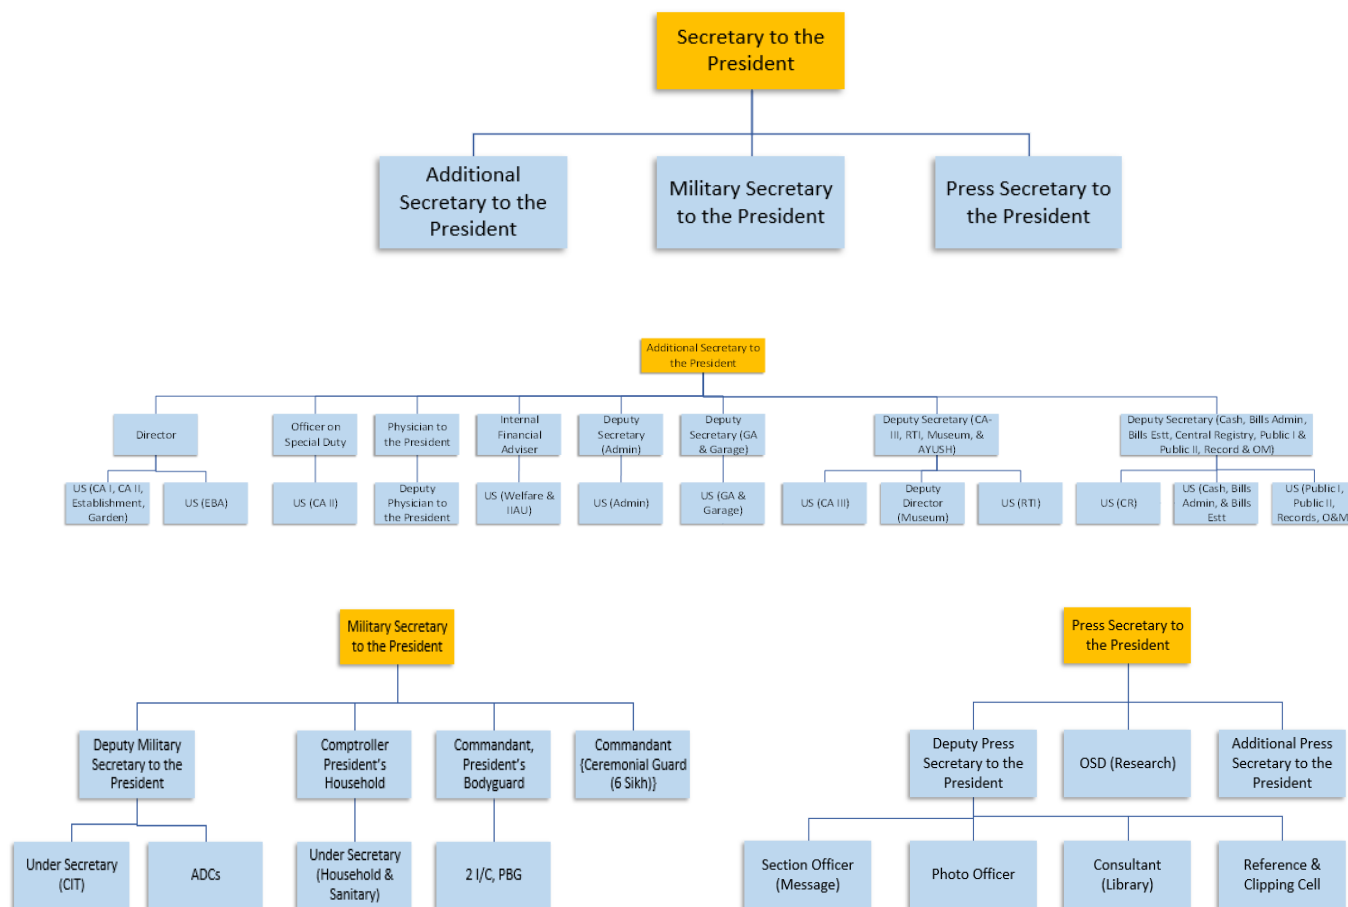 Secretary to the
President
Additional
Secretary to the
President
Military Secretary
to the President
Press Secretary to
the President
Additional Secretary to
the President
Director
Officer on
Special Duty
Physician to
the President
Internal
Financial
Adviser
Deputy
Secretary
(Admin)
Deputy
Secretary (GA
& Garage)
Deputy Secretary (CA-
III, RTI, Museum, &
AYUSH)
Deputy Secretary (Cash, Bills Admin,
Bills Estt, Central Registry, Public I &
Public II, Record & OM)
US (CA I, CA II,
Establishment,
Garden)
US (EBA)
US (CA II)
Deputy
Physician to
the President
US (Welfare &
IIAU)
US (Admin)
US (GA &
Garage)
US (CA III)
Deputy
Director
(Museum)
US (RTI)
US (CR)
US (Cash, Bills
Admin, & Bills
Estt
US (Public I,
Public II,
Records, O&M
Military Secretary
to the President
Deputy Military
Secretary to the
President
Comptroller
President's
Household
Commandant,
President's
Bodyguard
Commandant
{Ceremonial Guard
(6 Sikh)}
Under Secretary
(CIT)
ADCs
Under Secretary
(Household &
Sanitary)
2 I/C, PBG
Press Secretary to
the President
Deputy Press
Secretary to the
President
OSD (Research)
Additional Press
Secretary to the
President
Section Officer
(Message)
Photo Officer
Consultant
(Library)
Reference &
Clipping Cell